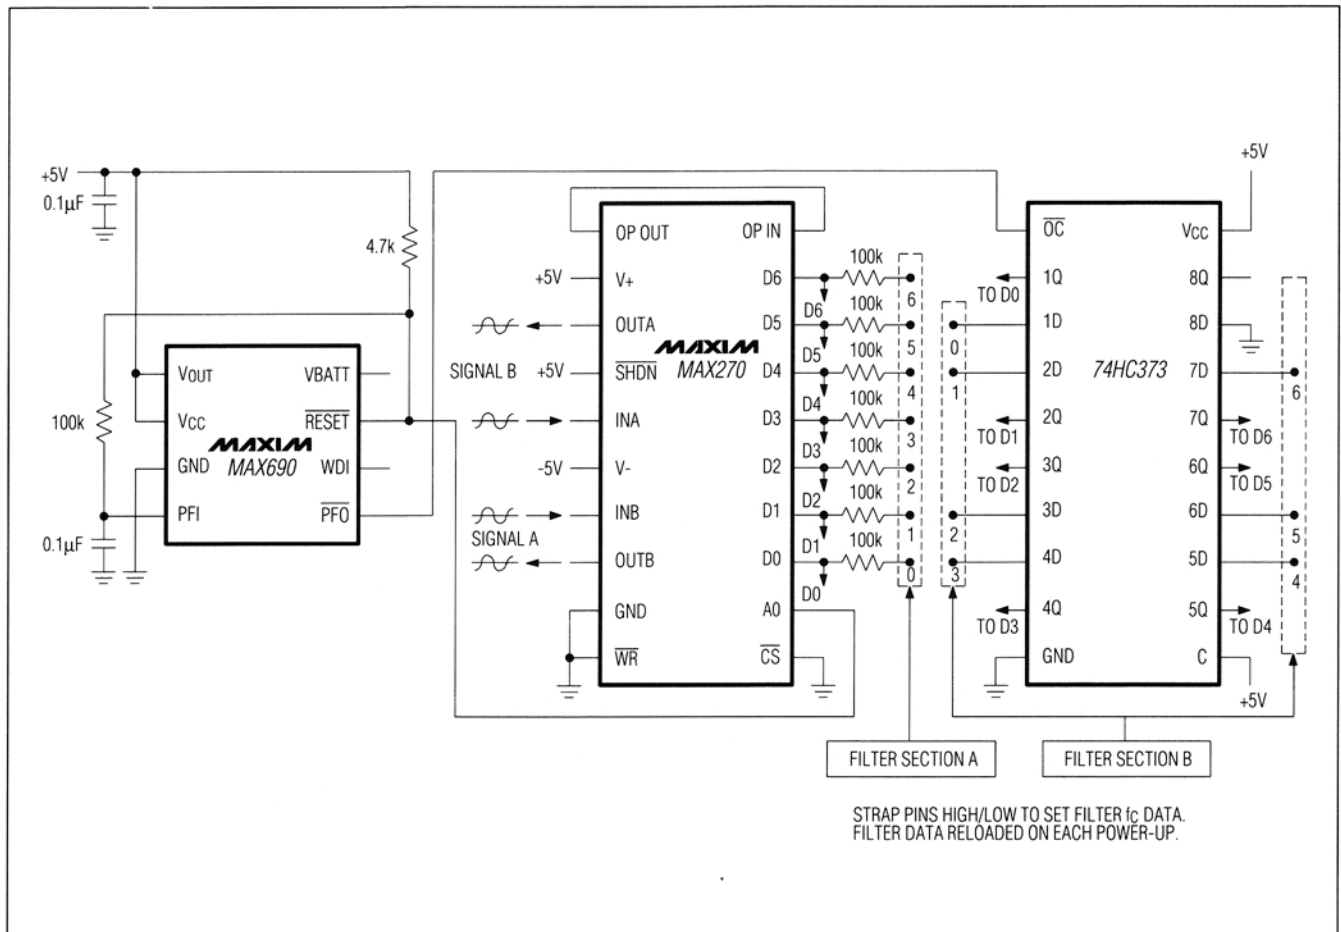 +5V
0.1µF
4.7k
100k
0.1µF
VOUT
VCC
GND
PFI
VBATT
RESET
WDI
PFO
MAXIM
MAX690
+5V
SIGNAL B
+5V
-5V
SIGNAL A
OP OUT
V+
OUTA
SHDN
INA
V-
INB
OUTB
GND
WR
MAXIM
MAX270
OP IN
D6
D5
D4
D3
D2
D1
D0
A0
CS
100k
100k
100k
100k
100k
100k
100k
D6
D5
D4
D3
D2
D1
D0
6
5
4
3
2
1
0
0
1
2
3
TO D0
TO D1
TO D2
TO D3
OC
1Q
1D
2D
2Q
3Q
3D
4D
4Q
GND
74HC373
+5V
VCC
8Q
8D
7D
7Q
6Q
6D
5D
5Q
C
TO D6
TO D5
TO D4
+5V
6
5
4
FILTER SECTION A
FILTER SECTION B
STRAP PINS HIGH/LOW TO SET FILTER fC DATA.
FILTER DATA RELOADED ON EACH POWER-UP.